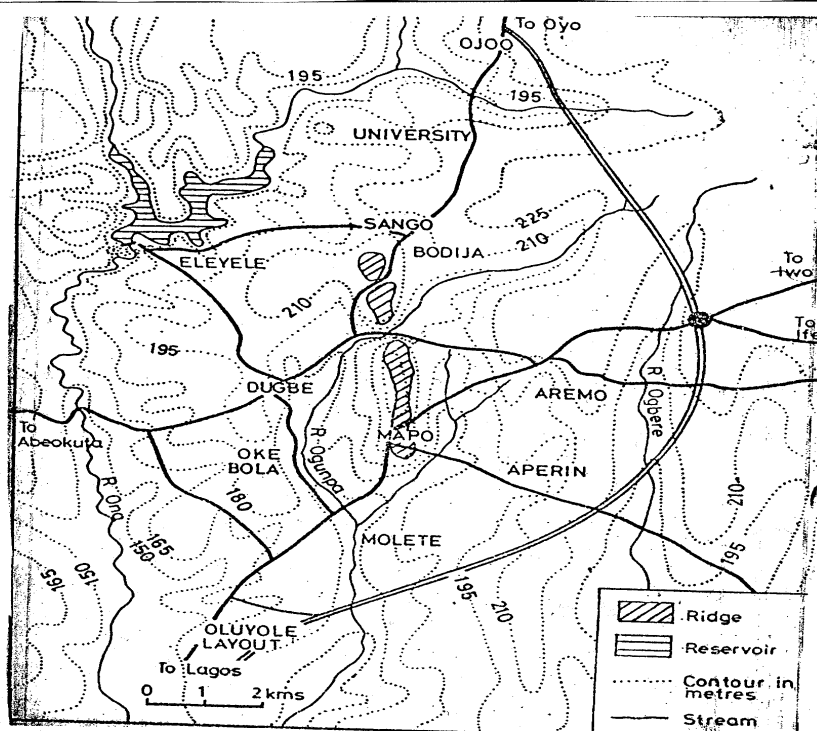 To Oyo
OJOO
195
195
UNIVERSITY
225
SANGO
BODIJA
210
ELEYELE
To
Iwo
210
To
Ife
195
DUGBE
AREMO
R Ogbere
To
Abeokuta
MAPO
OKE
BOLA
R Ogunpa
APERIN
R Ona
180
210
165
150
MOLETE
195
150
165
195
210
OLUYOLE
LAYOUT
To Lagos
0 1 2 kms
Ridge
Reservoir
Contour in
metres
Stream